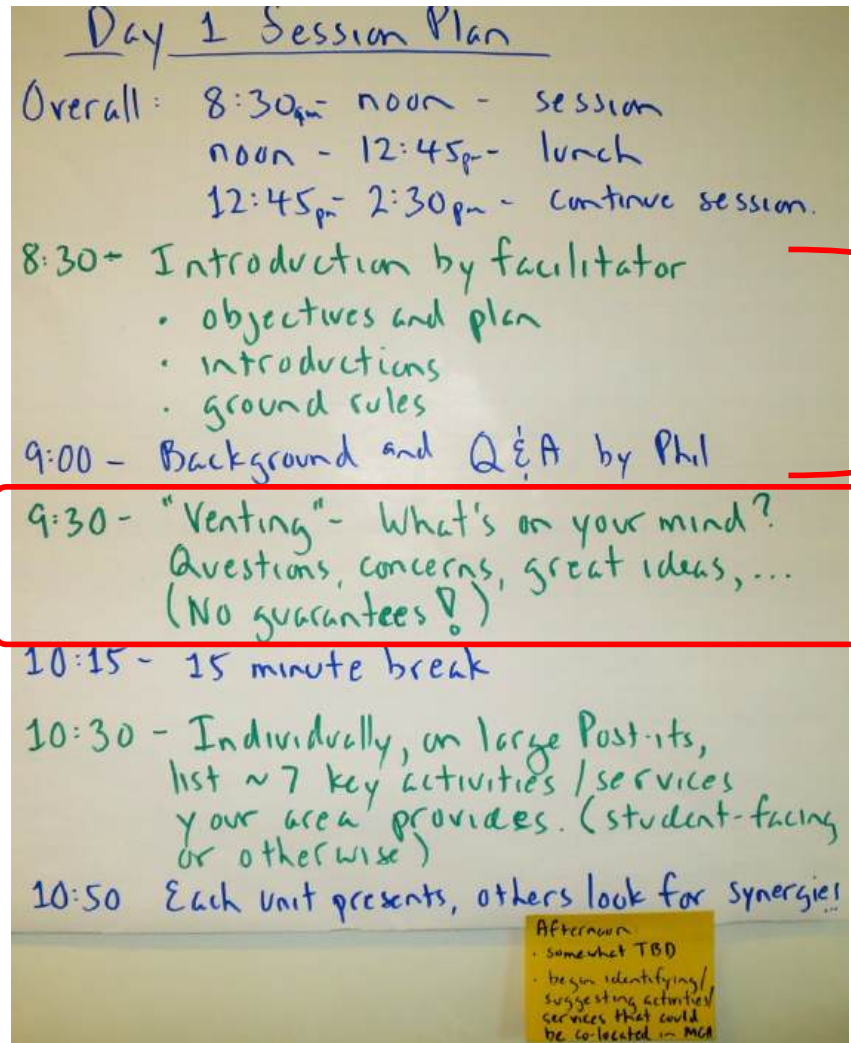 Day 1 Session Plan
Overall: 8:30am- noon - session
noon - 12:45pm- lunch
12:45pm- 2:30pm - continue session.
8:30- Introduction by facilitator
• objectives and plan
• introductions
• ground rules
9:00 - Background and Q & A by Phil
9:30- "Venting"- What's on your mind?
Questions, concerns, great ideas, ...
(No guarantees!)
10:15- 15 minute break
10:30 - Individually, on large Post-its,
list ~7 key activities / services
your area provides. (student-facing
or otherwise)
10:50 Each unit presents, others look for synergies
Afternoon
• somewhat TBD
• begin identifying/
suggesting activities/
services that could
be co-located in MGA